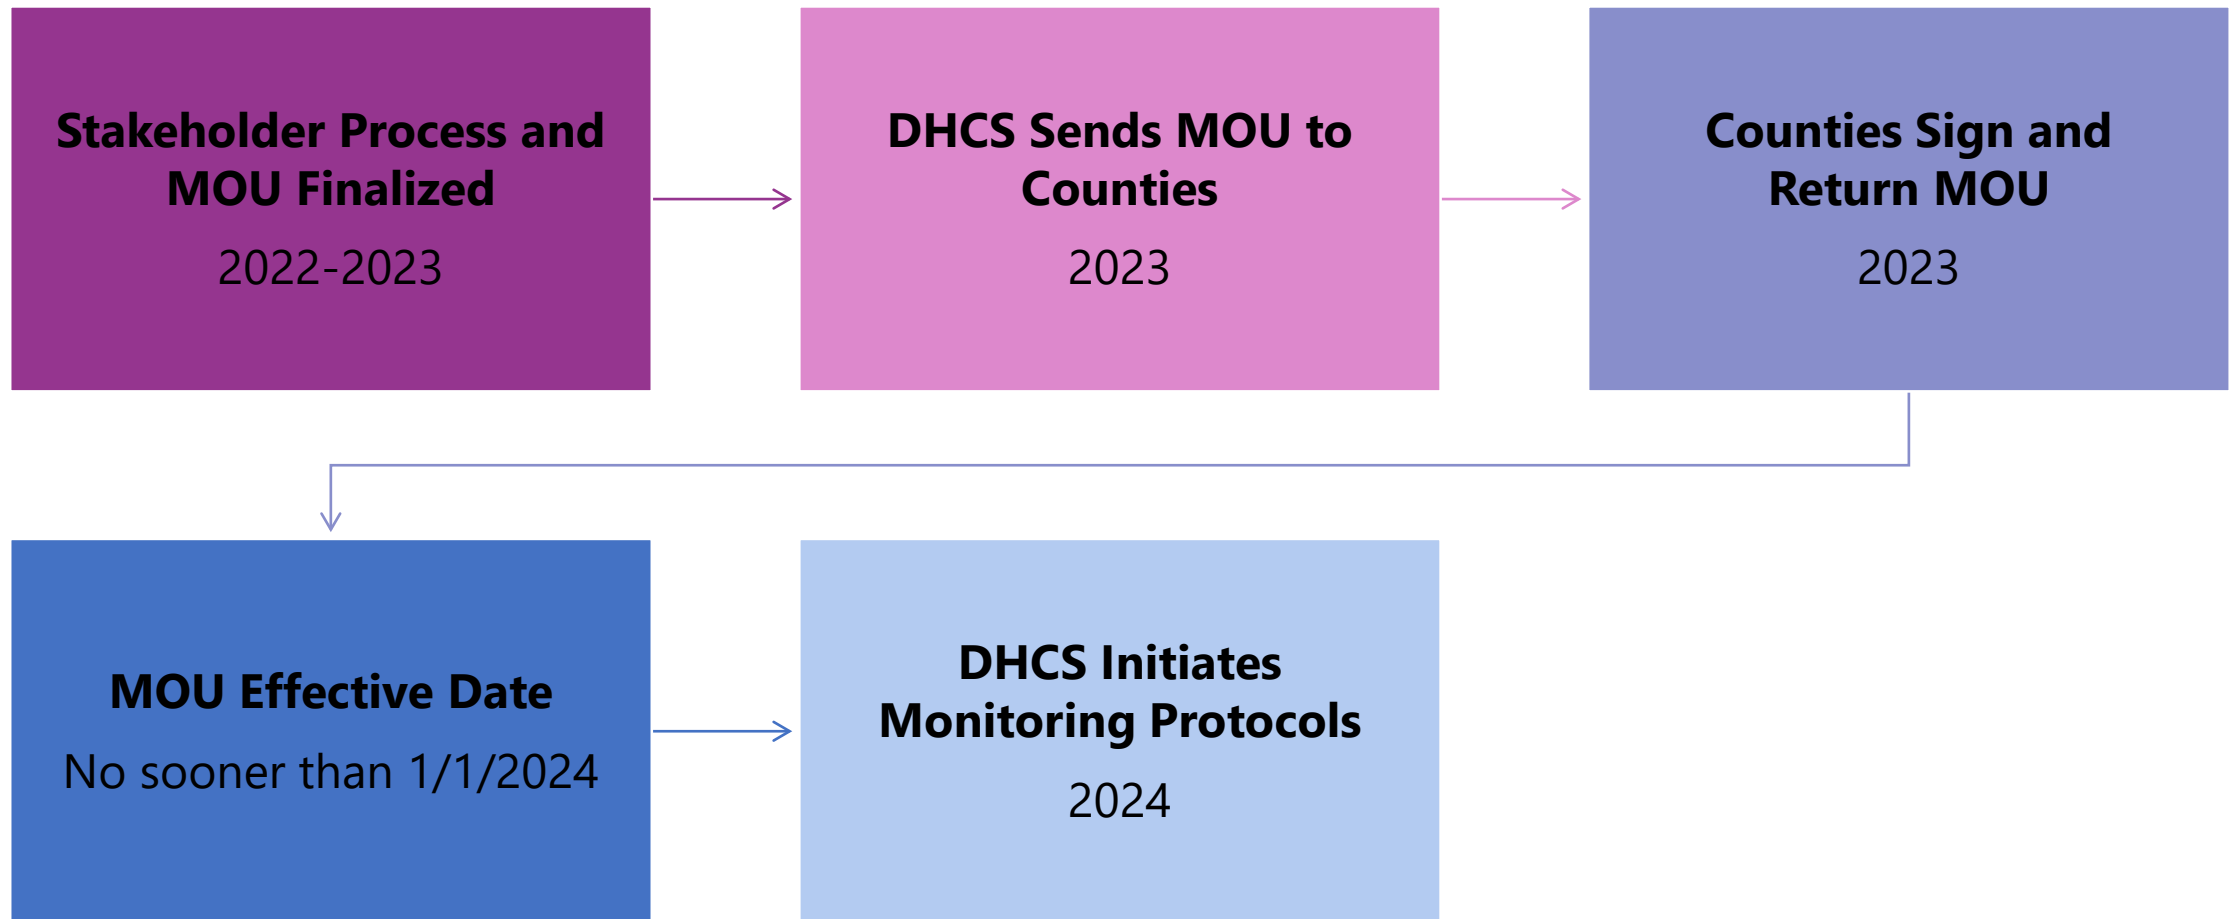 Stakeholder Process and
MOU Finalized
2022-2023
DHCS Sends MOU to
Counties
2023
Counties Sign and
Return MOU
2023
MOU Effective Date
No sooner than 1/1/2024
DHCS Initiates
Monitoring Protocols
2024